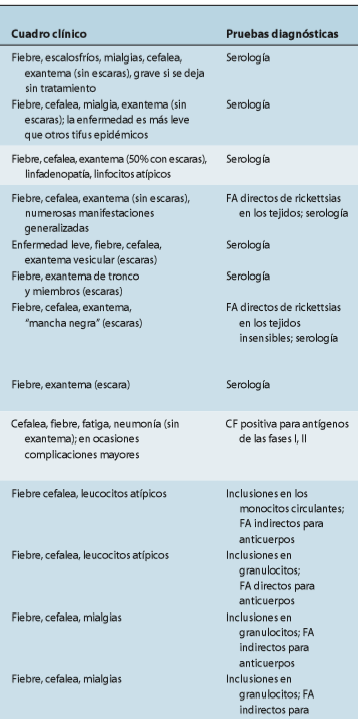 Cuadro clínico Pruebas diagnósticas
Fiebre, escalosfríos, mialgias, cefalea, Serología
exantema (sin escaras), grave si se deja
sin tratamiento
Fiebre, cefalea, mialgia, exantema (sin Serología
escaras); la enfermedad es más leve
que otros tifus epidémicos
Fiebre, cefalea, exantema (50% con escaras), Serología
linfadenopatía, linfocitos atípicos
Fiebre, cefalea, exantema (sin escaras), FA directos de rickettsias
numerosas manifestaciones en los tejidos; serología
generalizadas
Enfermedad leve, fiebre, cefalea, Serología
exantema vesicular (escaras)
Fiebre, exantema de tronco Serología
y miembros (escaras)
Fiebre, cefalea, exantema, FA directos de rickettsias
“mancha negra” (escaras) en los tejidos
insensibles; serología
Fiebre, exantema (escara) Serología
Cefalea, fiebre, fatiga, neumonía (sin CF positiva para antígenos
exantema); en ocasiones de las fases I, II
complicaciones mayores
Fiebre cefalea, leucocitos atípicos Inclusiones en los
monocitos circulantes;
FA indirectos para
anticuerpos
Fiebre, cefalea, leucocitos atípicos Inclusiones en
granulocitos;
FA directos para
anticuerpos
Fiebre, cefalea, mialgias Inclusiones en
granulocitos; FA
indirectos para
anticuerpos
Fiebre, cefalea, mialgias Inclusiones en
granulocitos; FA
indirectos para